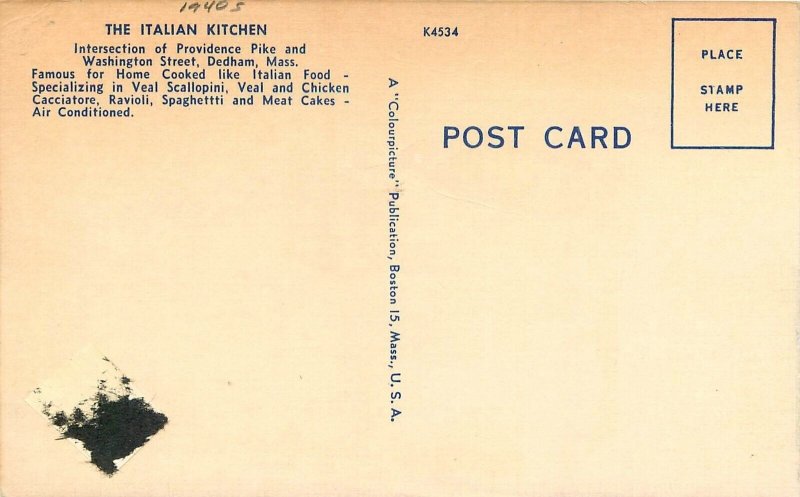 1940s
THE ITALIAN KITCHEN
Intersection of Providence Pike and
Washington Street, Dedham, Mass.
Famous for Home Cooked like Italian Food -
Specializing in Veal Scallopini, Veal and Chicken
Cacciatore, Ravioli, Spaghettti and Meat Cakes -
Air Conditioned.
A "Colourpicture" Publication, Boston 15, Mass., U. S. A.
K4534
POST CARD
PLACE
STAMP
HERE